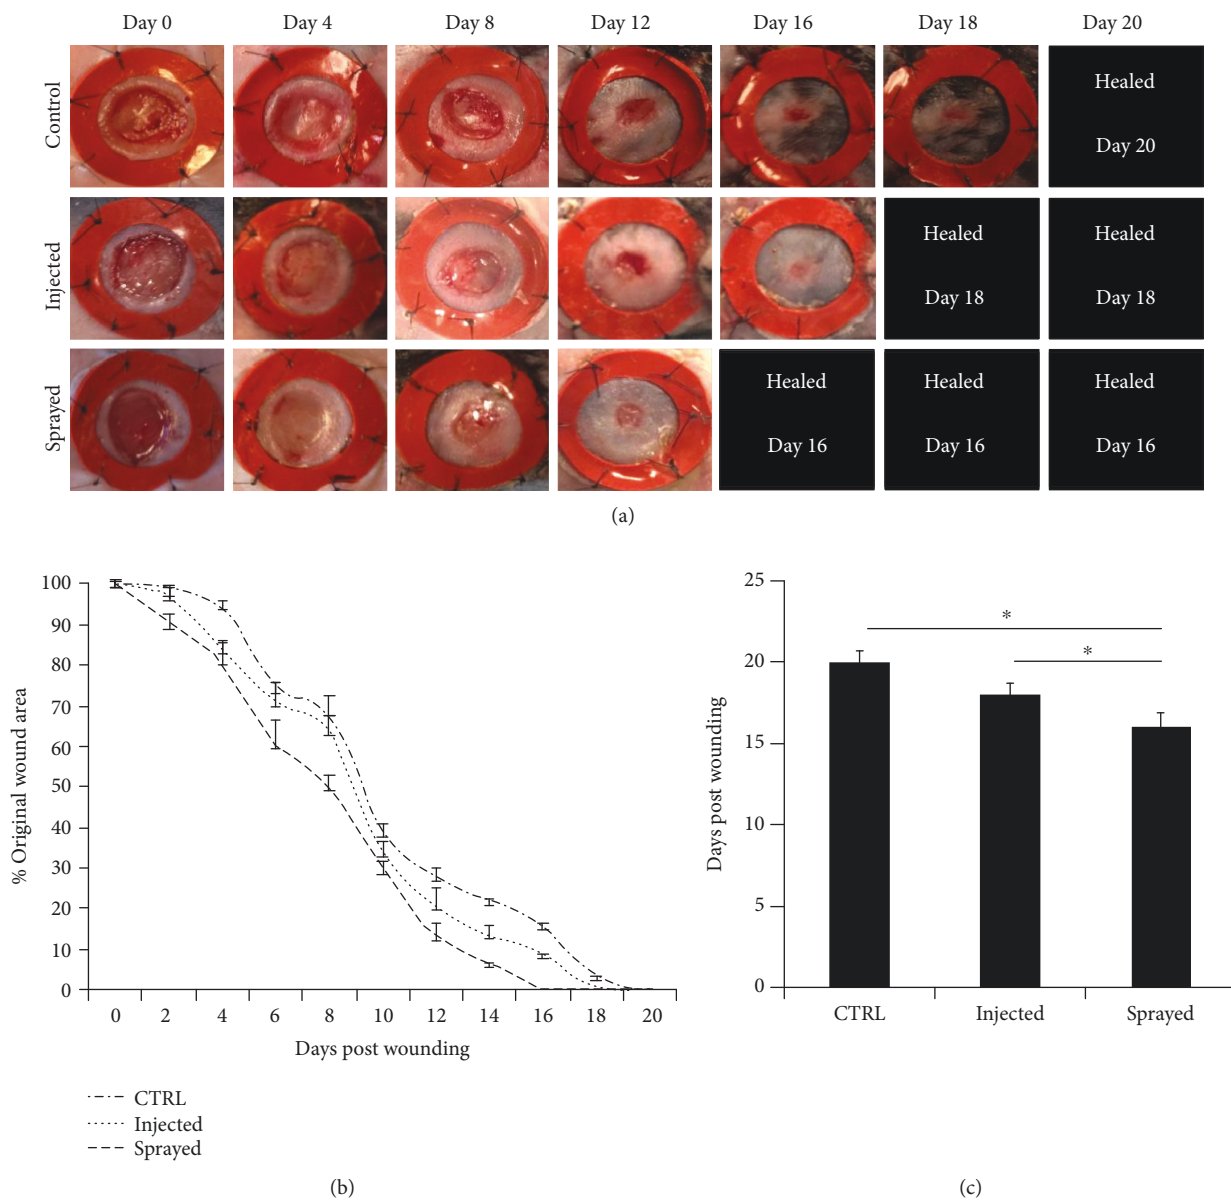 Day 0 Day 4 Day 8 Day 12 Day 16 Day 18 Day 20
Control
Healed
Day 20
Injected
Healed Healed
Day 18 Day 18
Sprayed
Healed Healed Healed
Day 16 Day 16 Day 16
(a)
% Original wound area
100
90
80
70
60
50
40
30
20
10
0
0 2 4 6 8 10 12 14 16 18 20
Days post wounding
CTRL
Injected
Sprayed
(b)
Days post wounding
25
20
15
10
5
0
*
*
CTRL Injected Sprayed
(c)